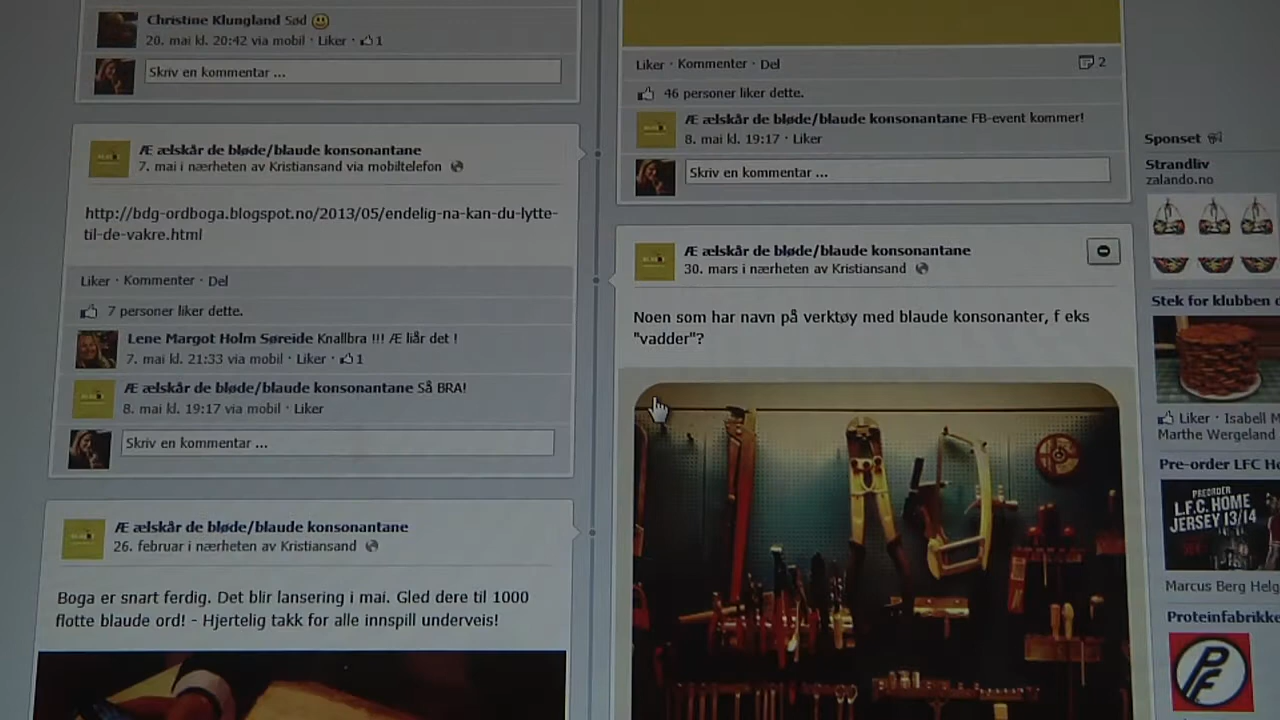 Christine Klungland Sød
20. mai kl. 20:42 via mobil · Liker · 1
Skriv en kommentar ...
Æ ælskår de bløde/blaude konsonantane
7. mai i nærheten av Kristiansand via mobiltelefon
http://bdg-ordboga.blogspot.no/2013/05/endelig-na-kan-du-lytte-
til-de-vakre.html
Liker · Kommenter · Del
7 personer liker dette.
Lene Margot Holm Søreide Knallbra !!! Æ liår det !
7. mai kl. 21:33 via mobil · Liker · 1
Æ ælskår de bløde/blaude konsonantane Så BRA!
8. mai kl. 19:17 via mobil · Liker
Skriv en kommentar ...
Æ ælskår de bløde/blaude konsonantane
26. februar i nærheten av Kristiansand
Boga er snart ferdig. Det blir lansering i mai. Gled dere til 1000
flotte blaude ord! - Hjertelig takk for alle innspill underveis!
Liker · Kommenter · Del
2
46 personer liker dette.
Æ ælskår de bløde/blaude konsonantane FB-event kommer!
8. mai kl. 19:17 · Liker
Skriv en kommentar ...
Æ ælskår de bløde/blaude konsonantane
30. mars i nærheten av Kristiansand
Noen som har navn på verktøy med blaude konsonanter, f eks
"vadder"?
Sponset
Strandliv
zalando.no
Stek for klubben
Liker · Isabell M
Marthe Wergeland
Pre-order LFC
PREORDER
L.F.C. HOME
JERSEY 13/14
Marcus Berg Helg
Proteinfabrikke
PF